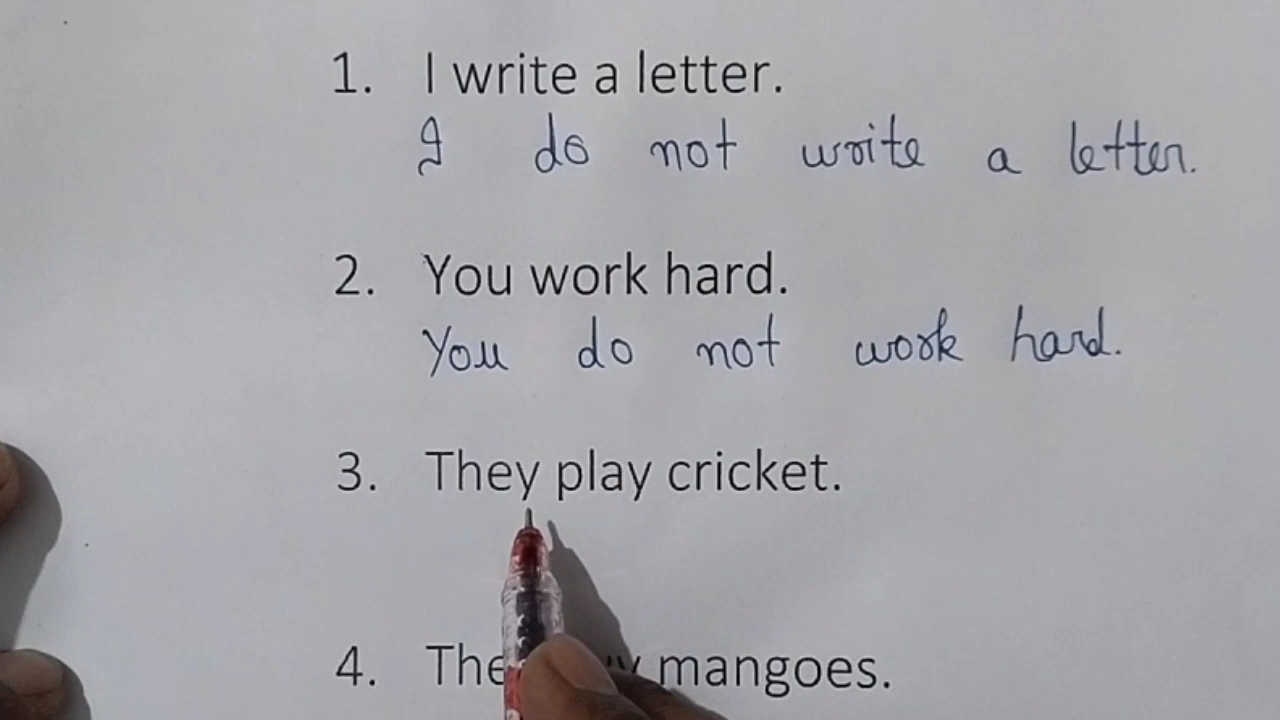 1. I write a letter.
I do not write a letter.
2. You work hard.
You do not work hard.
3. They play cricket.
4. mangoes.